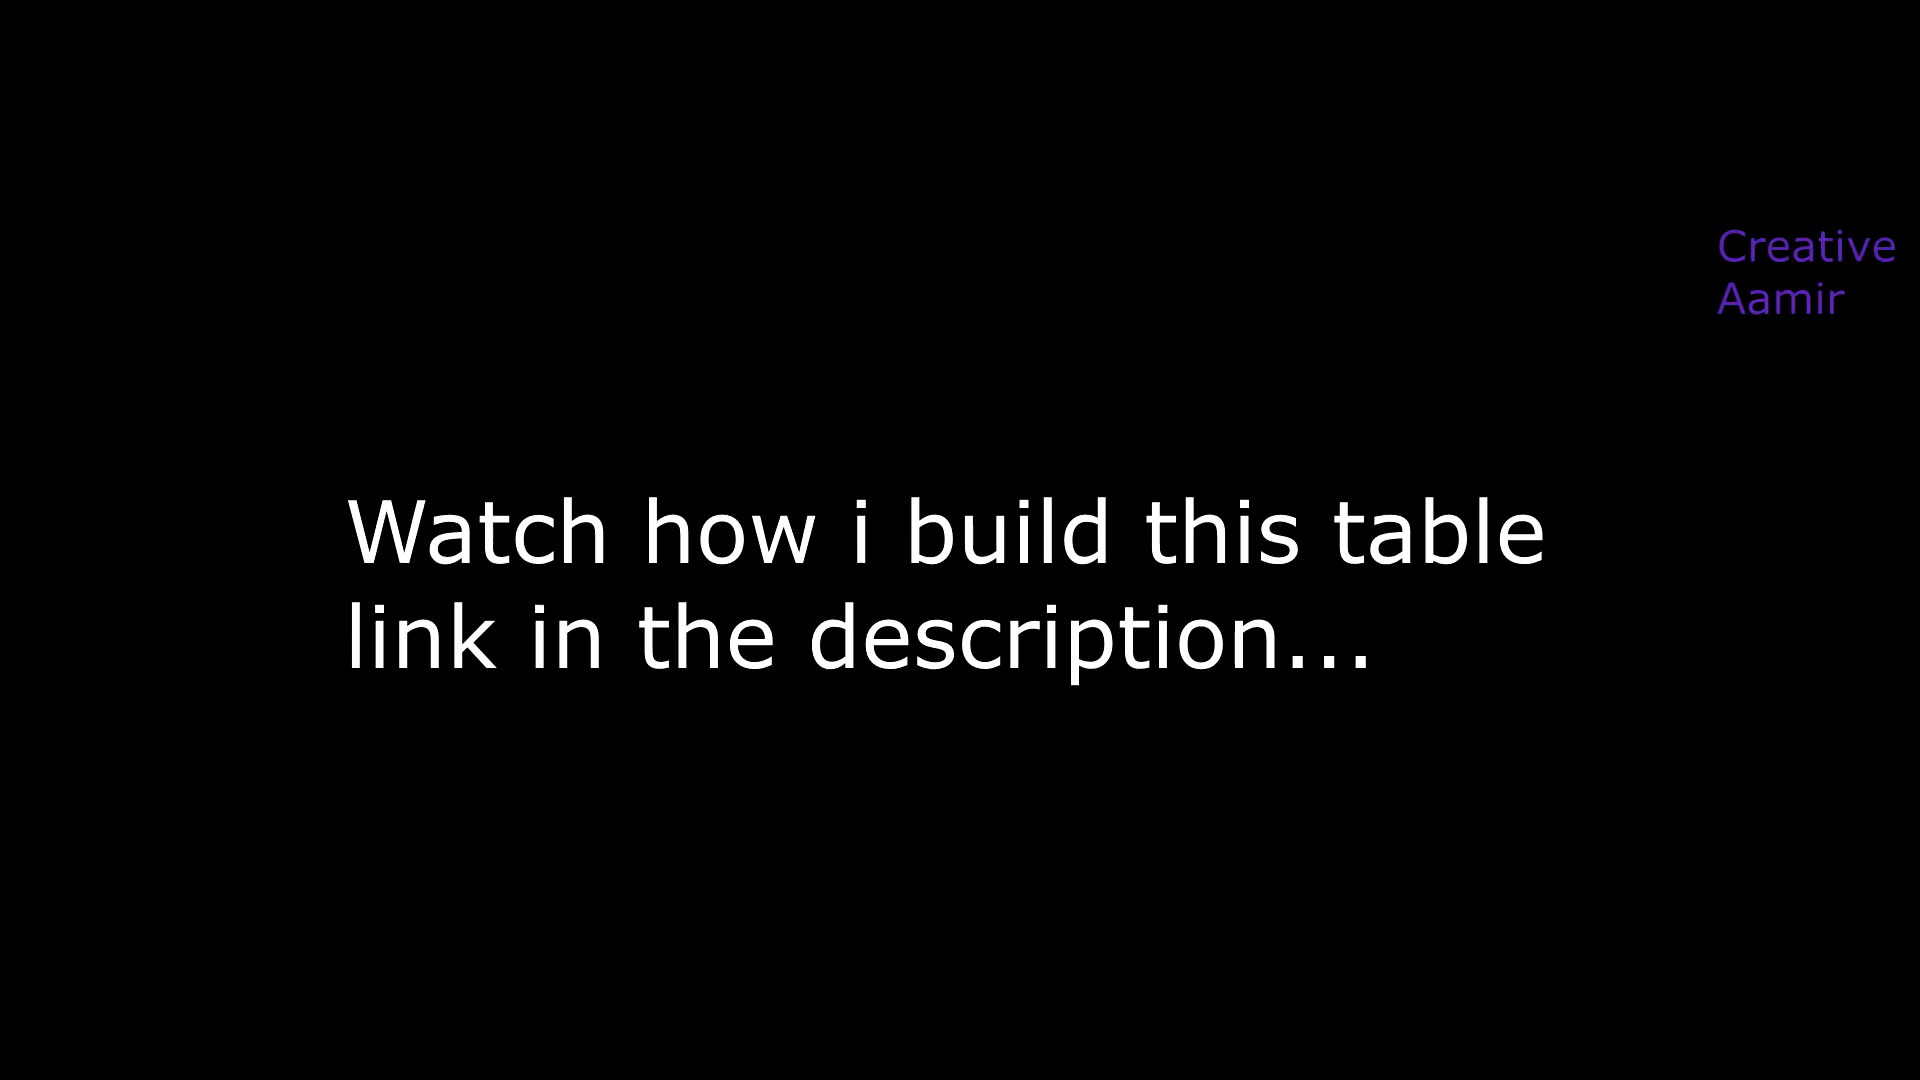 Creative
Aamir
Watch how i build this table
link in the description...